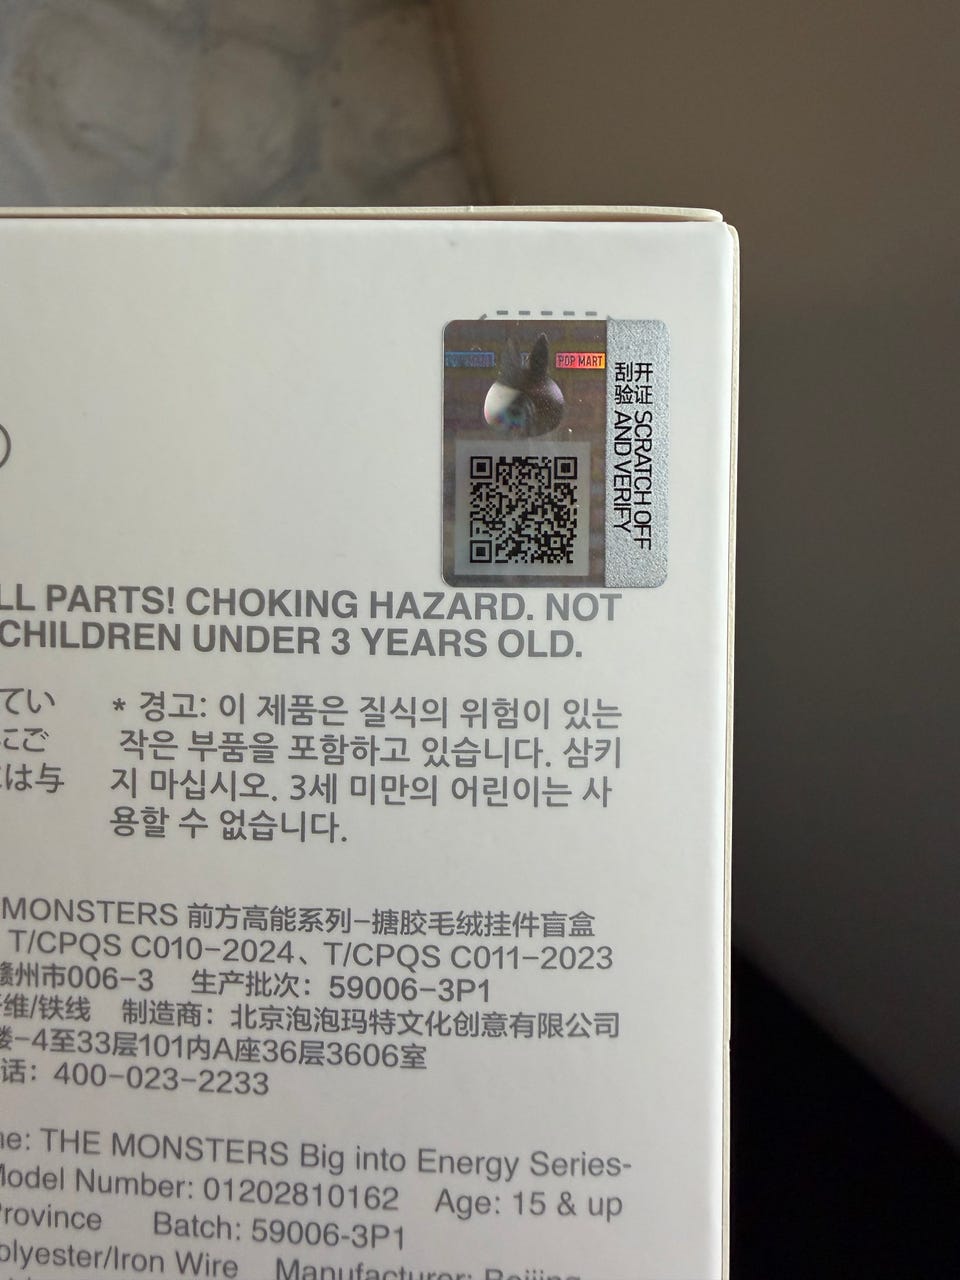 POP MART
刮开
验证 SCRATCH OFF
AND VERIFY
LL PARTS! CHOKING HAZARD. NOT
CHILDREN UNDER 3 YEARS OLD.
てい
にご
は与
* 경고: 이 제품은 질식의 위험이 있는
작은 부품을 포함하고 있습니다. 삼키
지 마십시오. 3세 미만의 어린이는 사
용할 수 없습니다.
MONSTERS 前方高能系列-搪胶毛绒挂件盲盒
T/CPQS C010-2024、T/CPQS C011-2023
赣州市006-3 生产批次：59006-3P1
纤维/铁线 制造商：北京泡泡玛特文化创意有限公司
楼-4至33层101内A座36层3606室
话：400-023-2233
ne: THE MONSTERS Big into Energy Series-
Model Number: 01202810162 Age: 15 & up
Province Batch: 59006-3P1
olyester/Iron Wire Manufacturer: Beijing